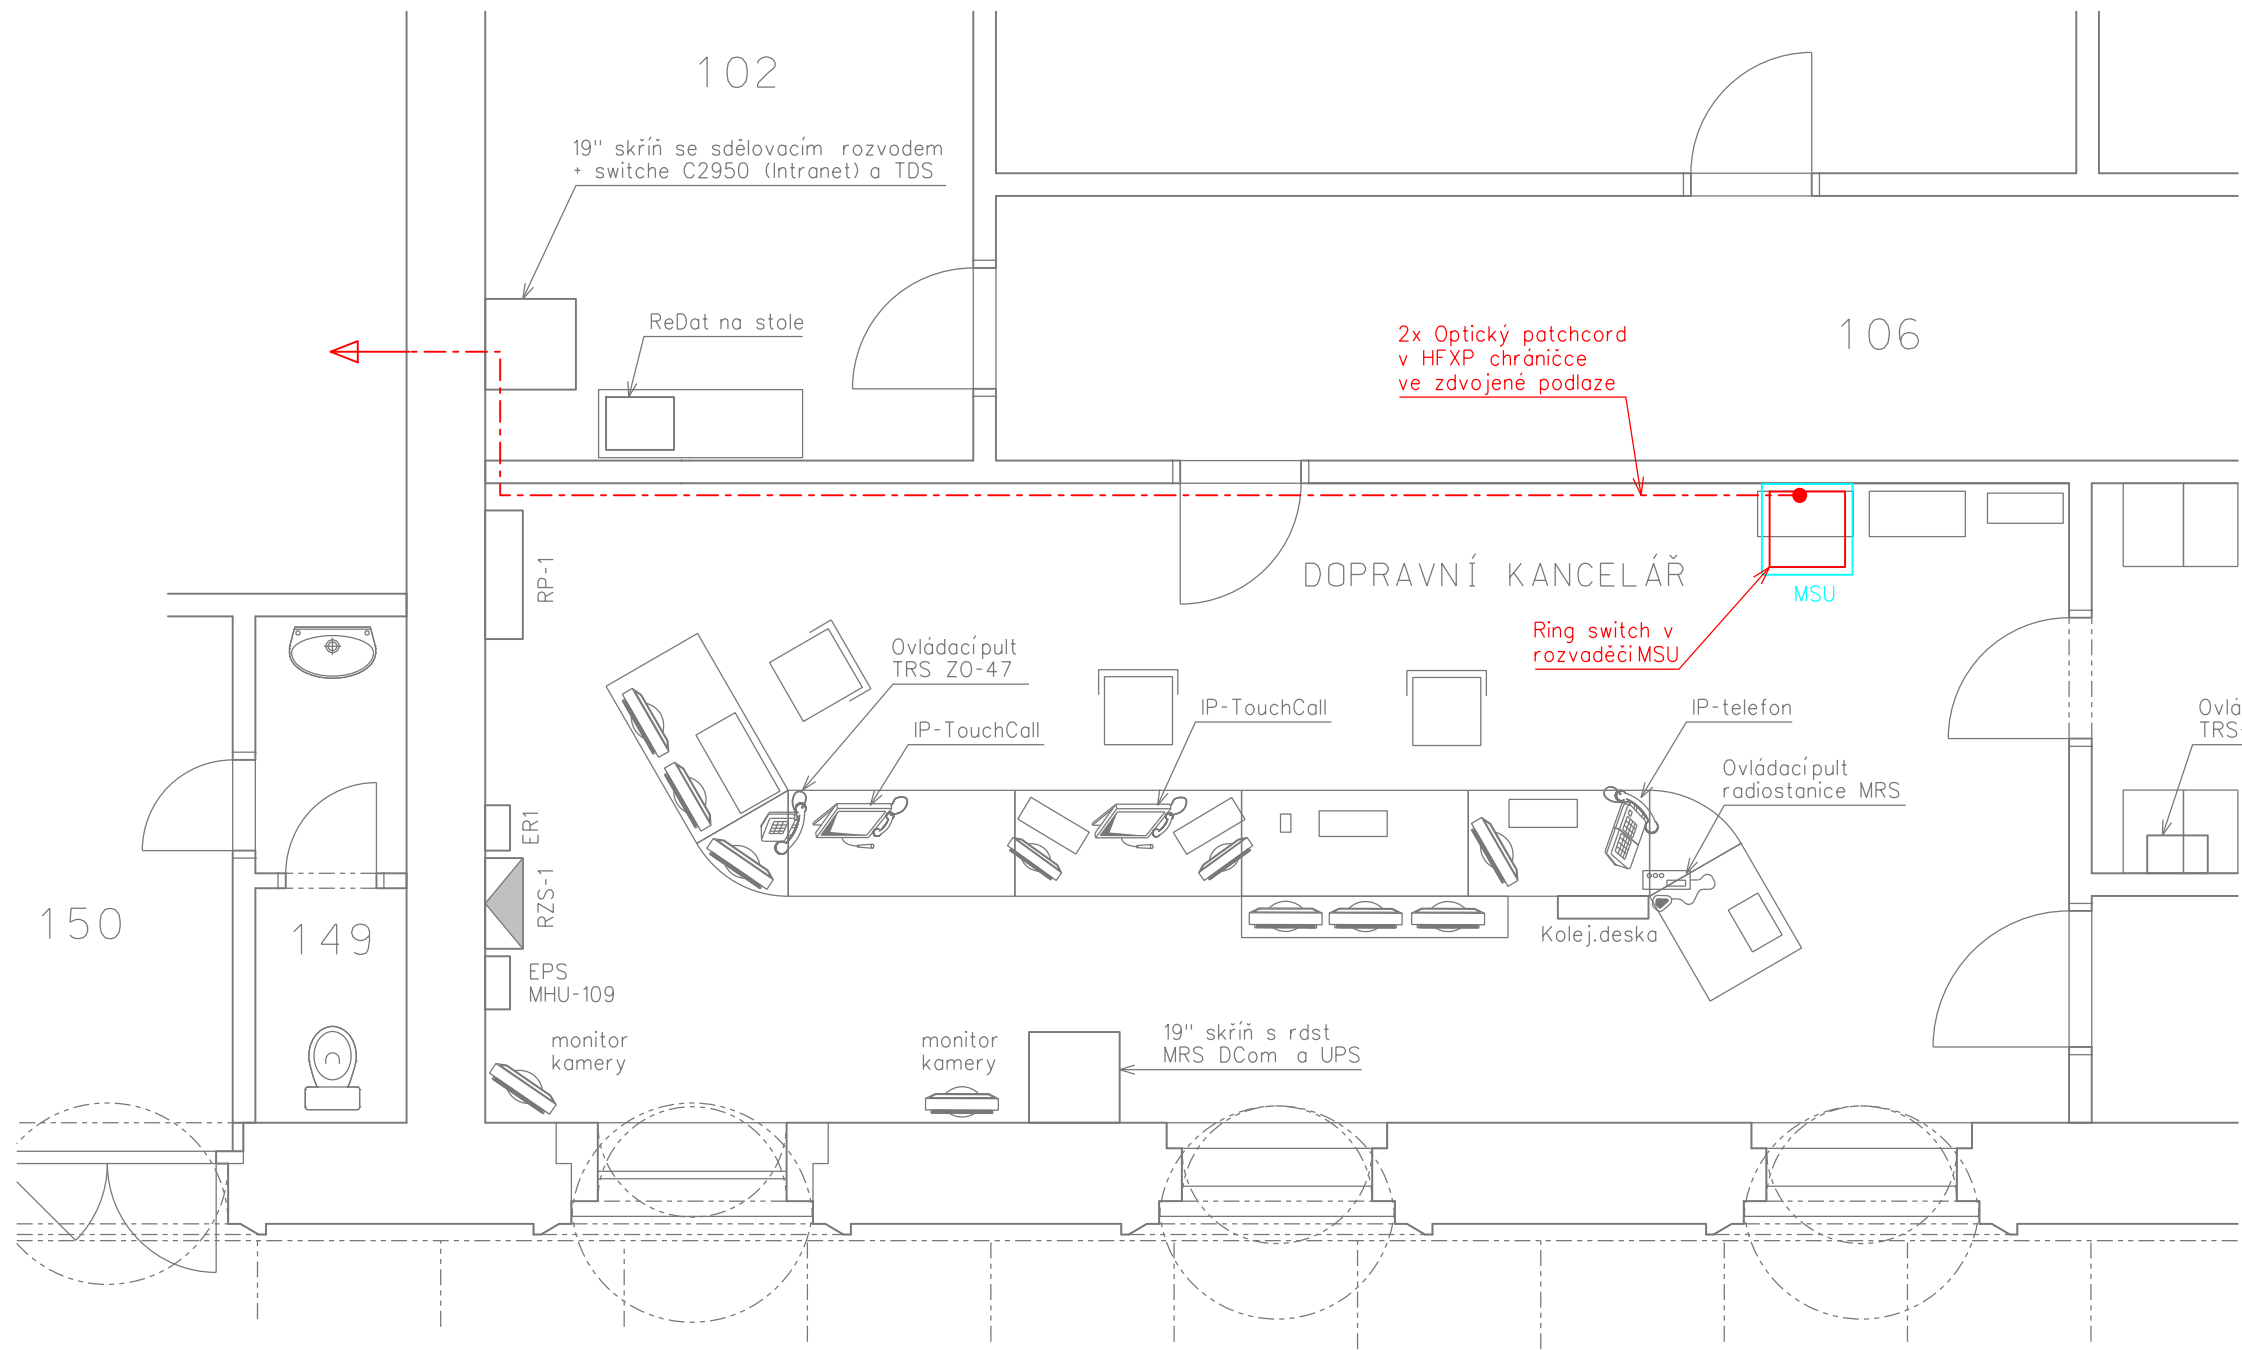 102
19" skříň se sdělovacím rozvodem
+ switche C2950 (Intranet) a TDS
ReDat na stole
2x Optický patchcord
v HFXP chráničce
ve zdvojené podlaze
106
RP-1
DOPRAVNÍ KANCELÁŘ
MSU
Ring switch v
rozvaděči MSU
Ovládací pult
TRS ZO-47
IP-TouchCall
IP-TouchCall
IP-telefon
Ovládací pult
radiostanice MRS
Ovlá
TRS-
ER1
RZS-1
150
149
Kolej.deska
EPS
MHU-109
monitor
kamery
monitor
kamery
19" skříň s rdst
MRS DCom a UPS